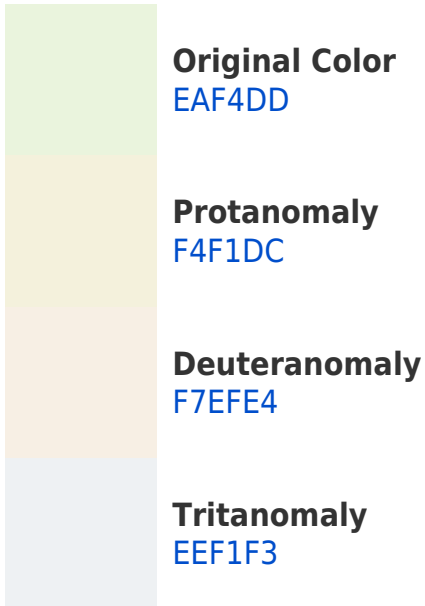 Original Color
EAF4DD
Protanomaly
F4F1DC
Deuteranomaly
F7EFE4
Tritanomaly
EEF1F3